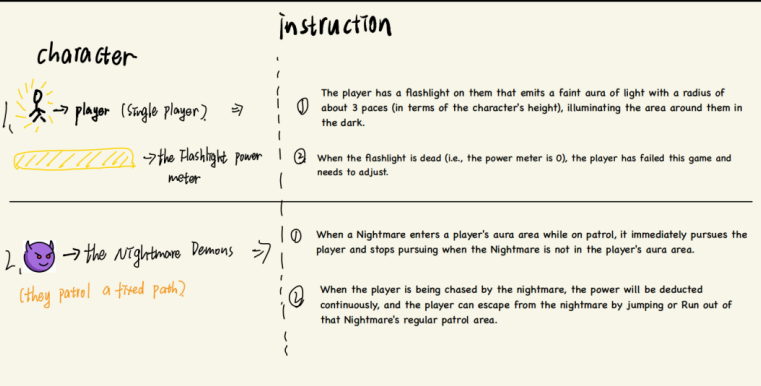 instruction
character
1. → player (single player) ⇒
① The player has a flashlight on them that emits a faint aura of light with a radius of
about 3 paces (in terms of the character's height), illuminating the area around them in
the dark.
→ the Flashlight power
meter
② When the flashlight is dead (i.e., the power meter is 0), the player has failed this game and
needs to adjust.
2. → the Nightmare Demons ⇒
(they patrol a fixed path)
① When a Nightmare enters a player's aura area while on patrol, it immediately pursues the
player and stops pursuing when the Nightmare is not in the player's aura area.
② When the player is being chased by the nightmare, the power will be deducted
continuously, and the player can escape from the nightmare by jumping or Run out of
that Nightmare's regular patrol area.